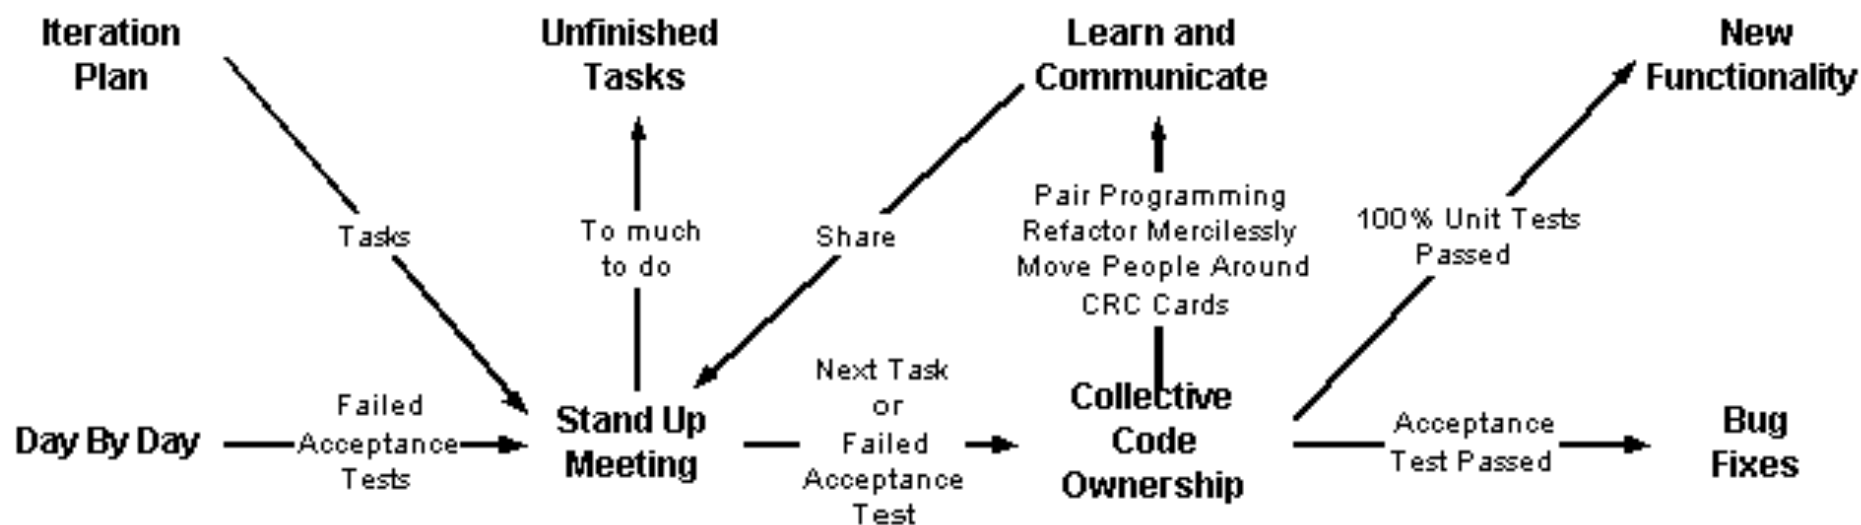 Iteration
Plan
Unfinished
Tasks
Learn and
Communicate
New
Functionality
Tasks
To much
to do
Share
Pair Programming
Refactor Mercilessly
Move People Around
CRC Cards
100% Unit Tests
Passed
Day By Day
Failed
Acceptance
Tests
Stand Up
Meeting
Next Task
or
Failed
Acceptance
Test
Collective
Code
Ownership
Acceptance
Test Passed
Bug
Fixes